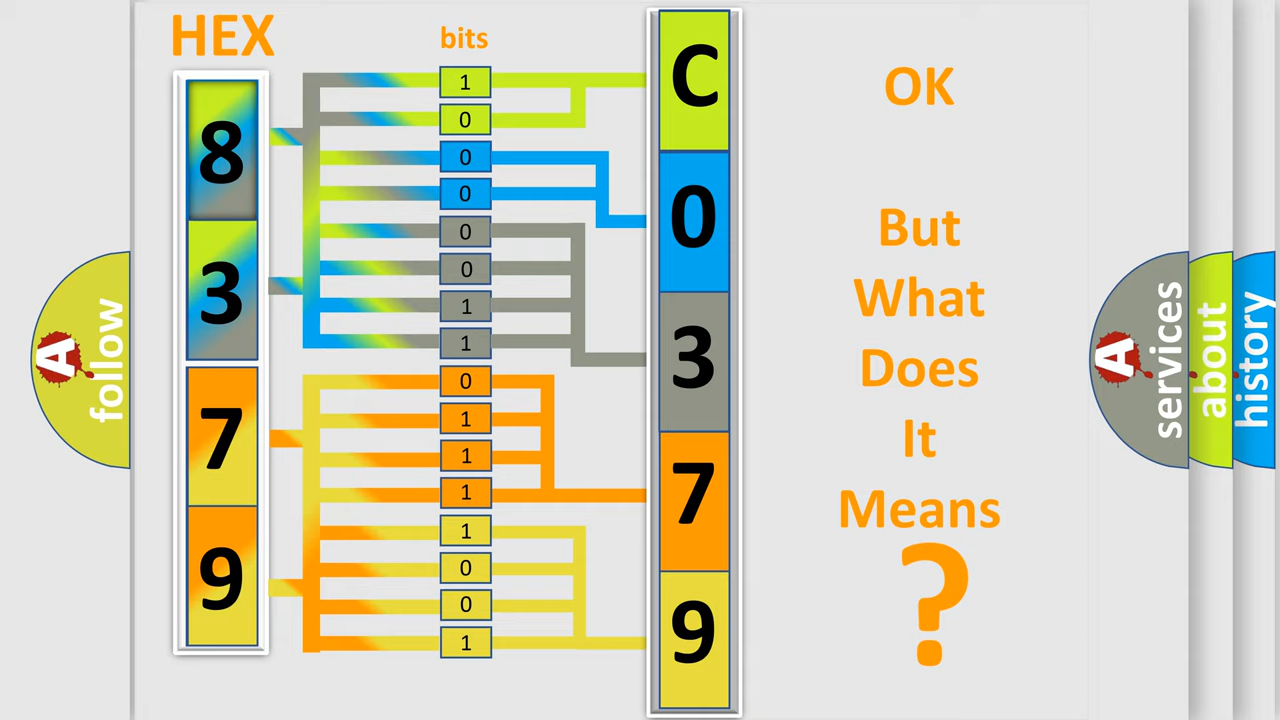 HEX
bits
8
3
7
9
1
0
0
0
0
0
1
1
0
1
1
1
1
0
0
1
C
0
3
7
9
OK
But
What
Does
It
Means
?
A
follow
A
services
about
history